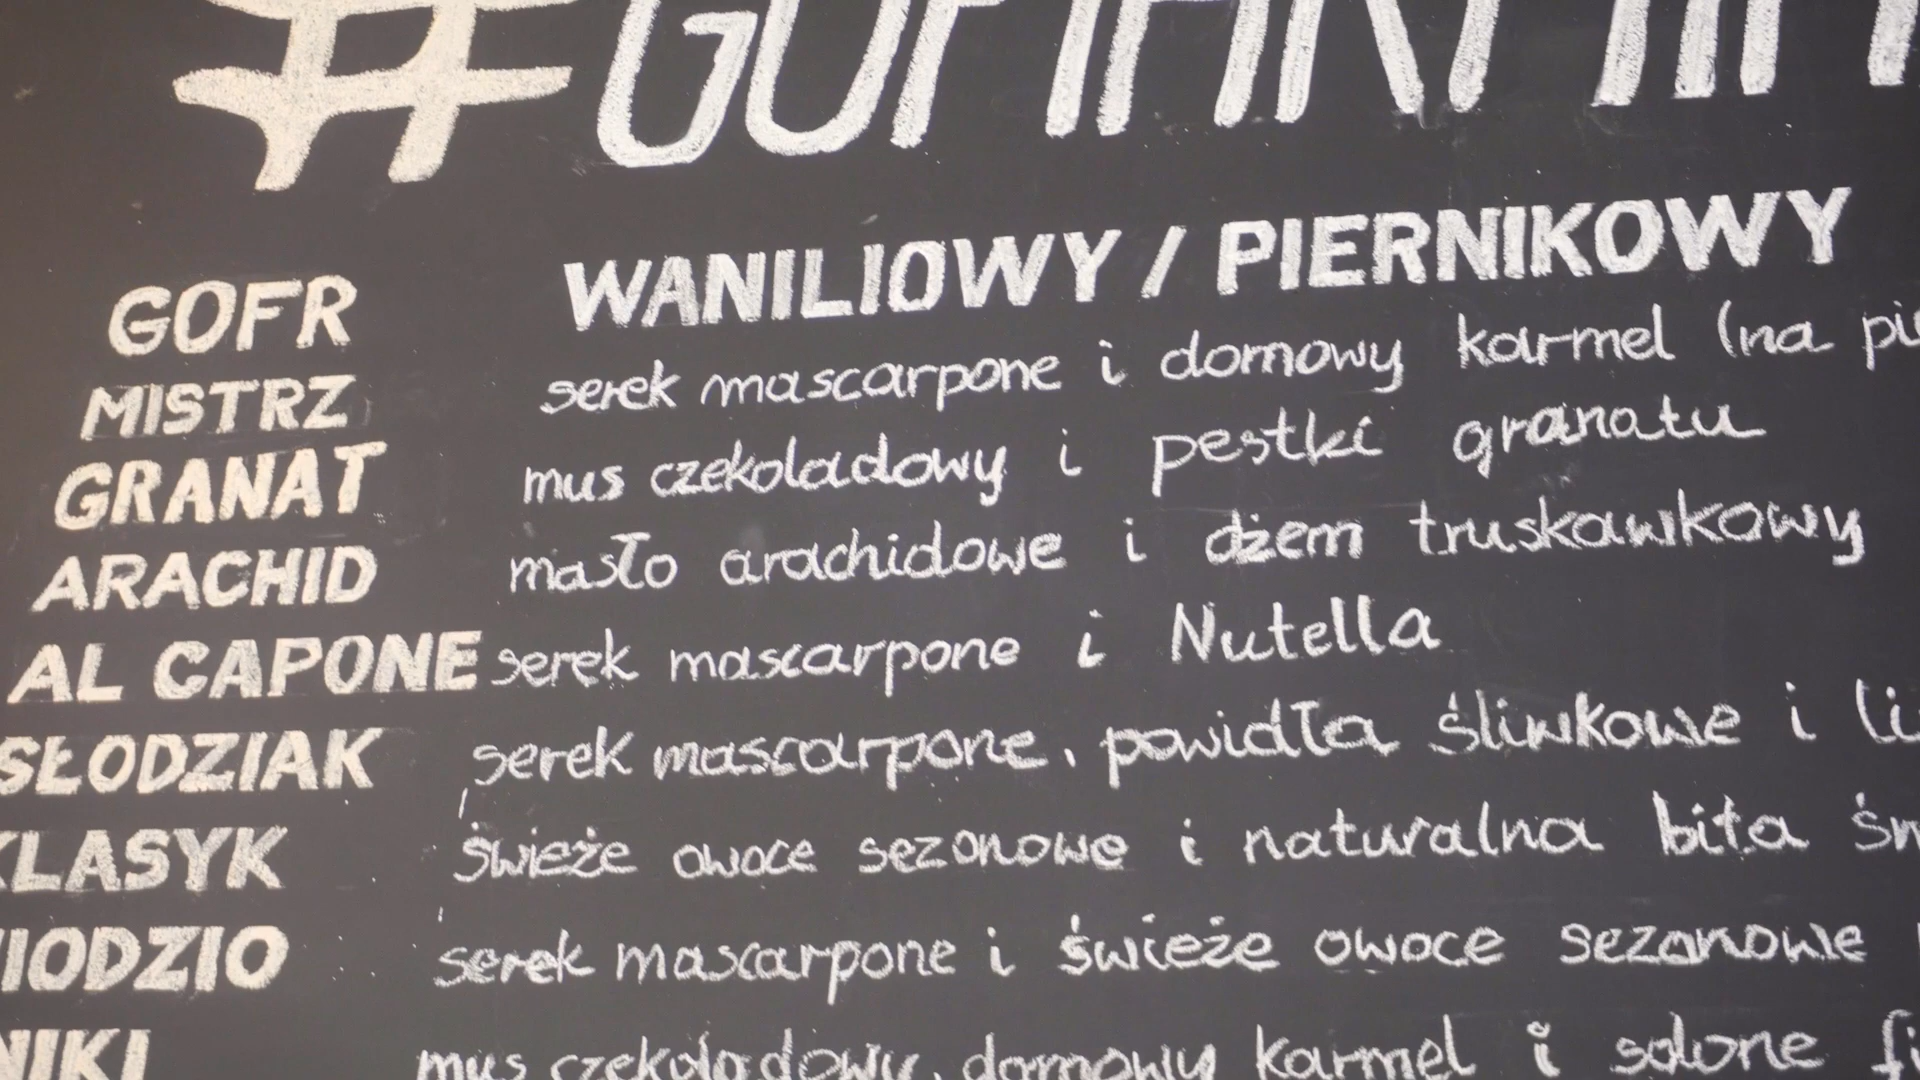 GOFR WANILIOWY / PIERNIKOWY
MISTRZ serek mascarpone i domowy karmel (na
GRANAT mus czekoladowy i pestki granatu
ARACHID masło arachidowe i dżem truskawkowy
AL CAPONE serek mascarpone i Nutella
SŁODZIAK serek mascarpone, powidła śliwkowe i
KLASYK świeże owoce sezonowe i naturalna bita
serek mascarpone i świeże owoce sezonowe
mus czekoladowy, domowy karmel i solone